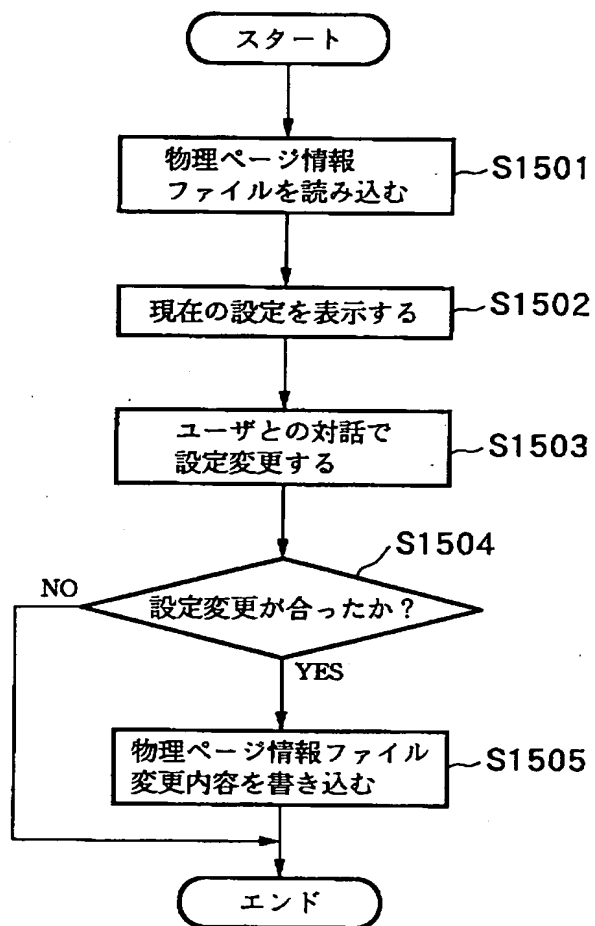 スタート
物理ページ情報
ファイルを読み込む
S1501
現在の設定を表示する
S1502
ユーザとの対話で
設定変更する
S1503
S1504
NO
設定変更が合ったか？
YES
物理ページ情報ファイル
変更内容を書き込む
S1505
エンド